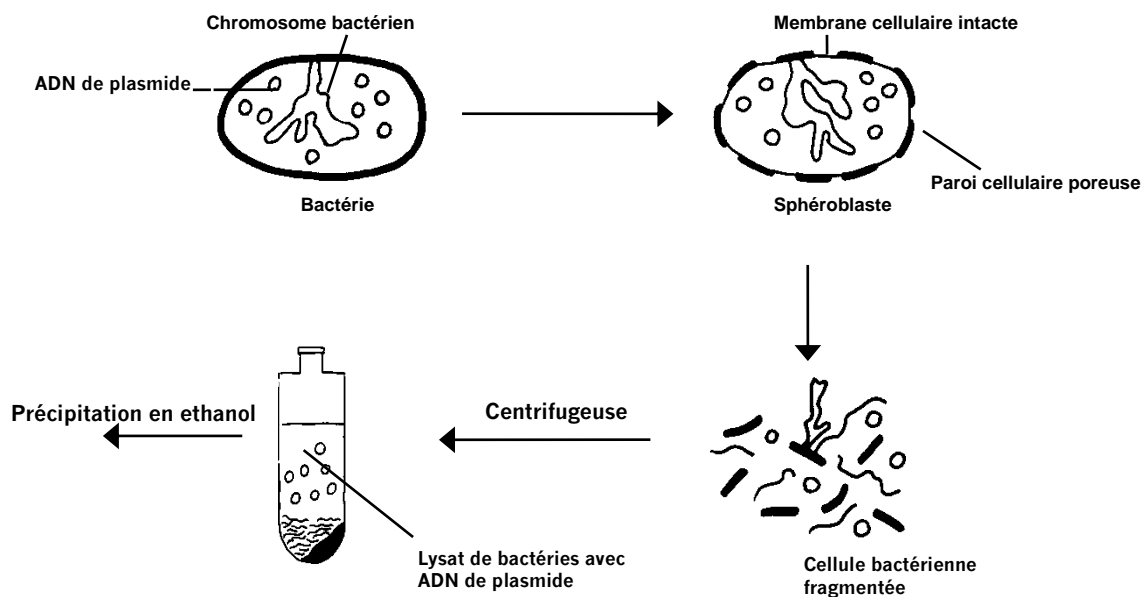 Chromosome bactérien
Membrane cellulaire intacte
ADN de plasmide
Paroi cellulaire poreuse
Bactérie
Sphéroblaste
Précipitation en ethanol
Centrifugeuse
Lysat de bactéries avec
ADN de plasmide
Cellule bactérienne
fragmentée